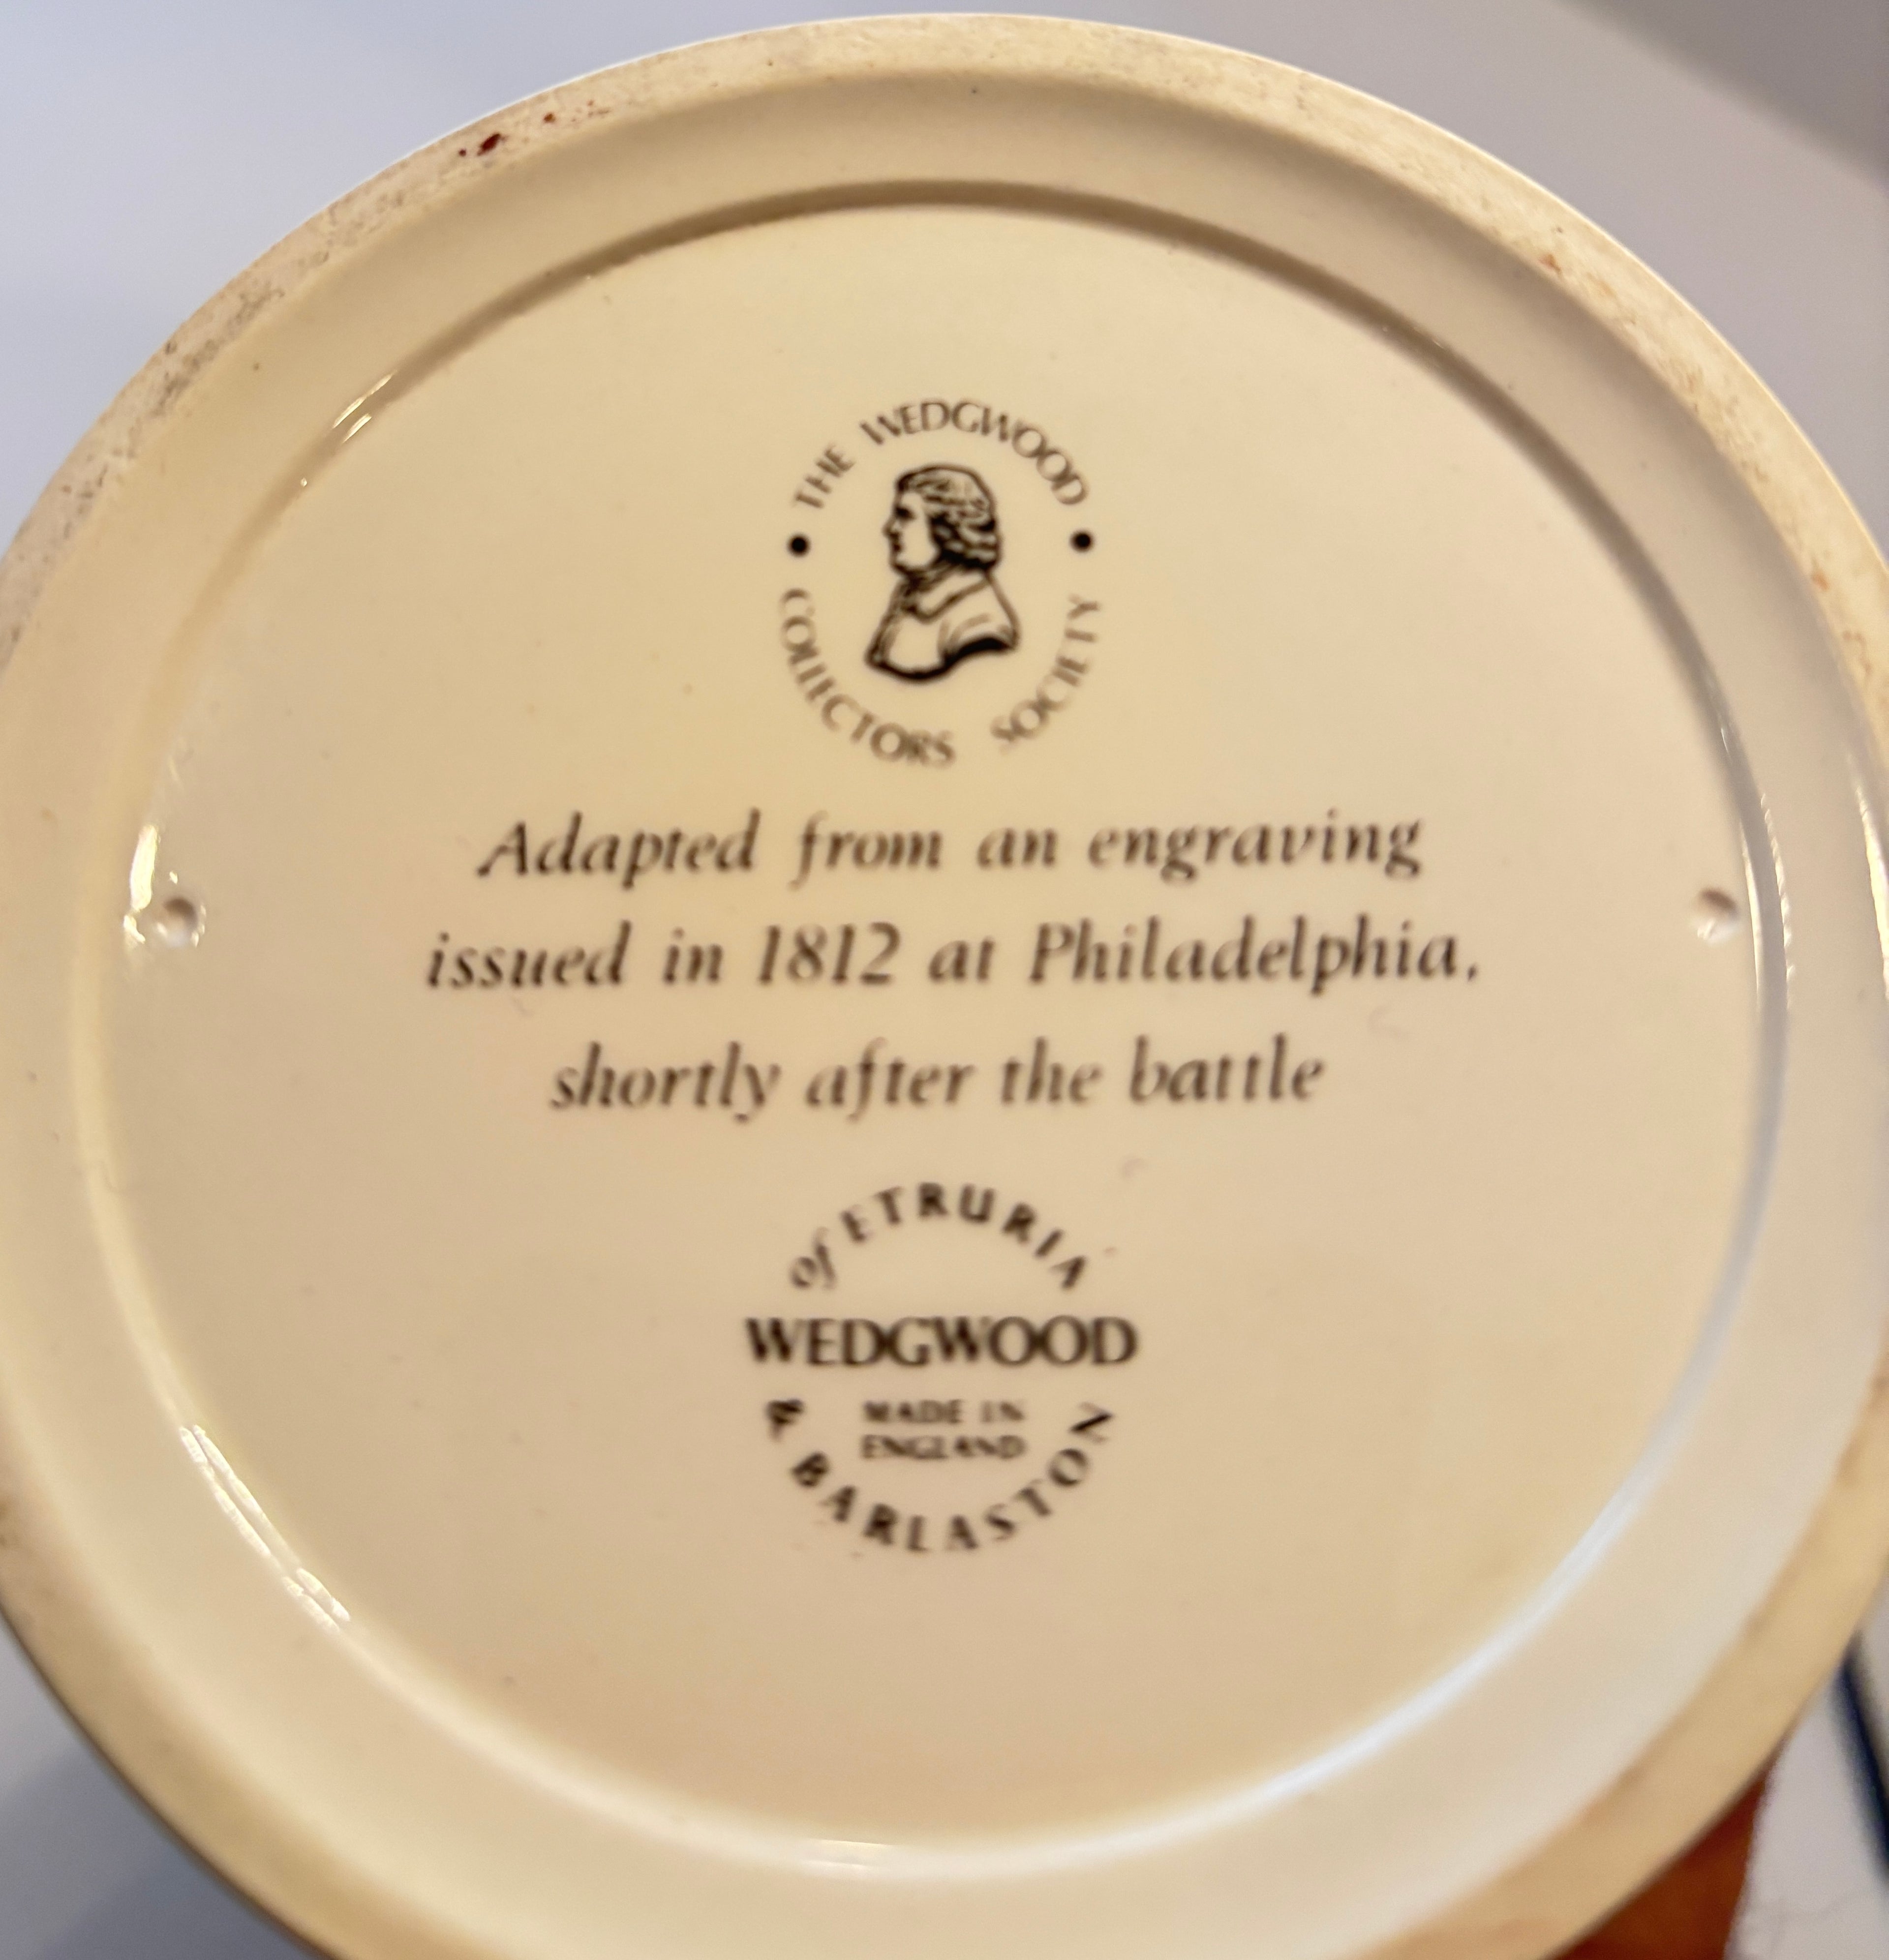 THE WEDGWOOD
COLLECTORS SOCIETY
Adapted from an engraving
issued in 1812 at Philadelphia,
shortly after the battle
of ETRURIA
WEDGWOOD
MADE IN
ENGLAND
& BARLASTON